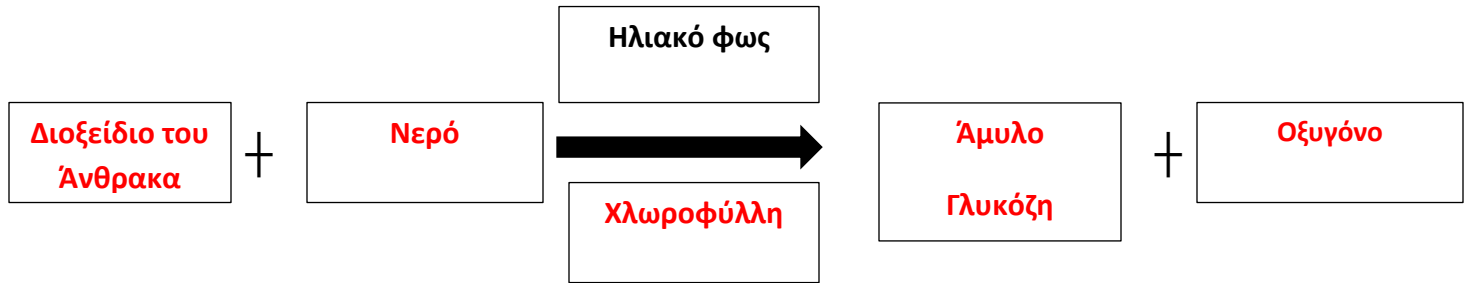 Ηλιακό φως
Διοξείδιο του
Άνθρακα
+
Νερό
Χλωροφύλλη
Άμυλο
Γλυκόζη
+
Οξυγόνο